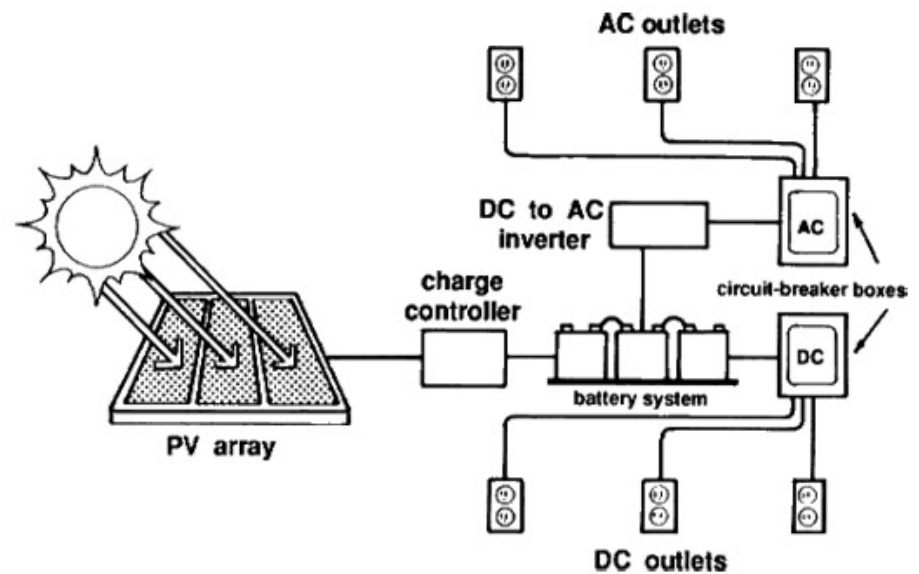 AC outlets
DC to AC
inverter
AC
charge
controller
circuit-breaker boxes
DC
battery system
PV array
DC outlets